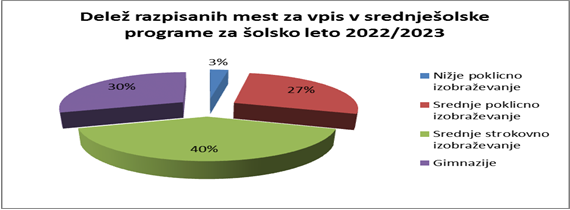 Delež razpisanih mest za vpis v srednješolske
programe za šolsko leto 2022/2023
3%
27%
40%
30%
Nižje poklicno
izobraževanje
Srednje poklicno
izobraževanje
Srednje strokovno
izobraževanje
Gimnazije